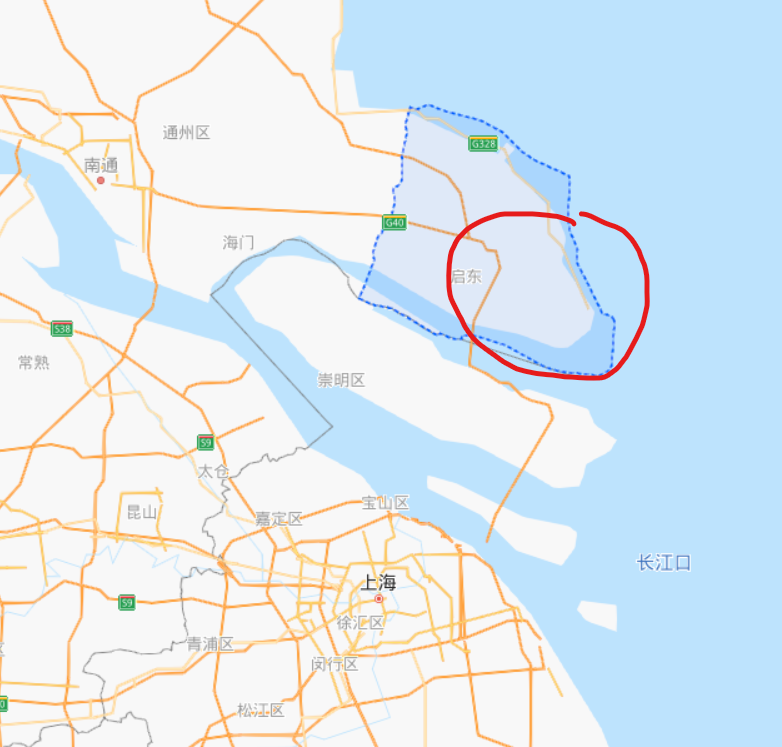 通州区
G328
南通
G40
海门
启东
S38
常熟
崇明区
S9
太仓
昆山
嘉定区
宝山区
长江口
上海
S9
徐汇区
青浦区
闵行区
松江区